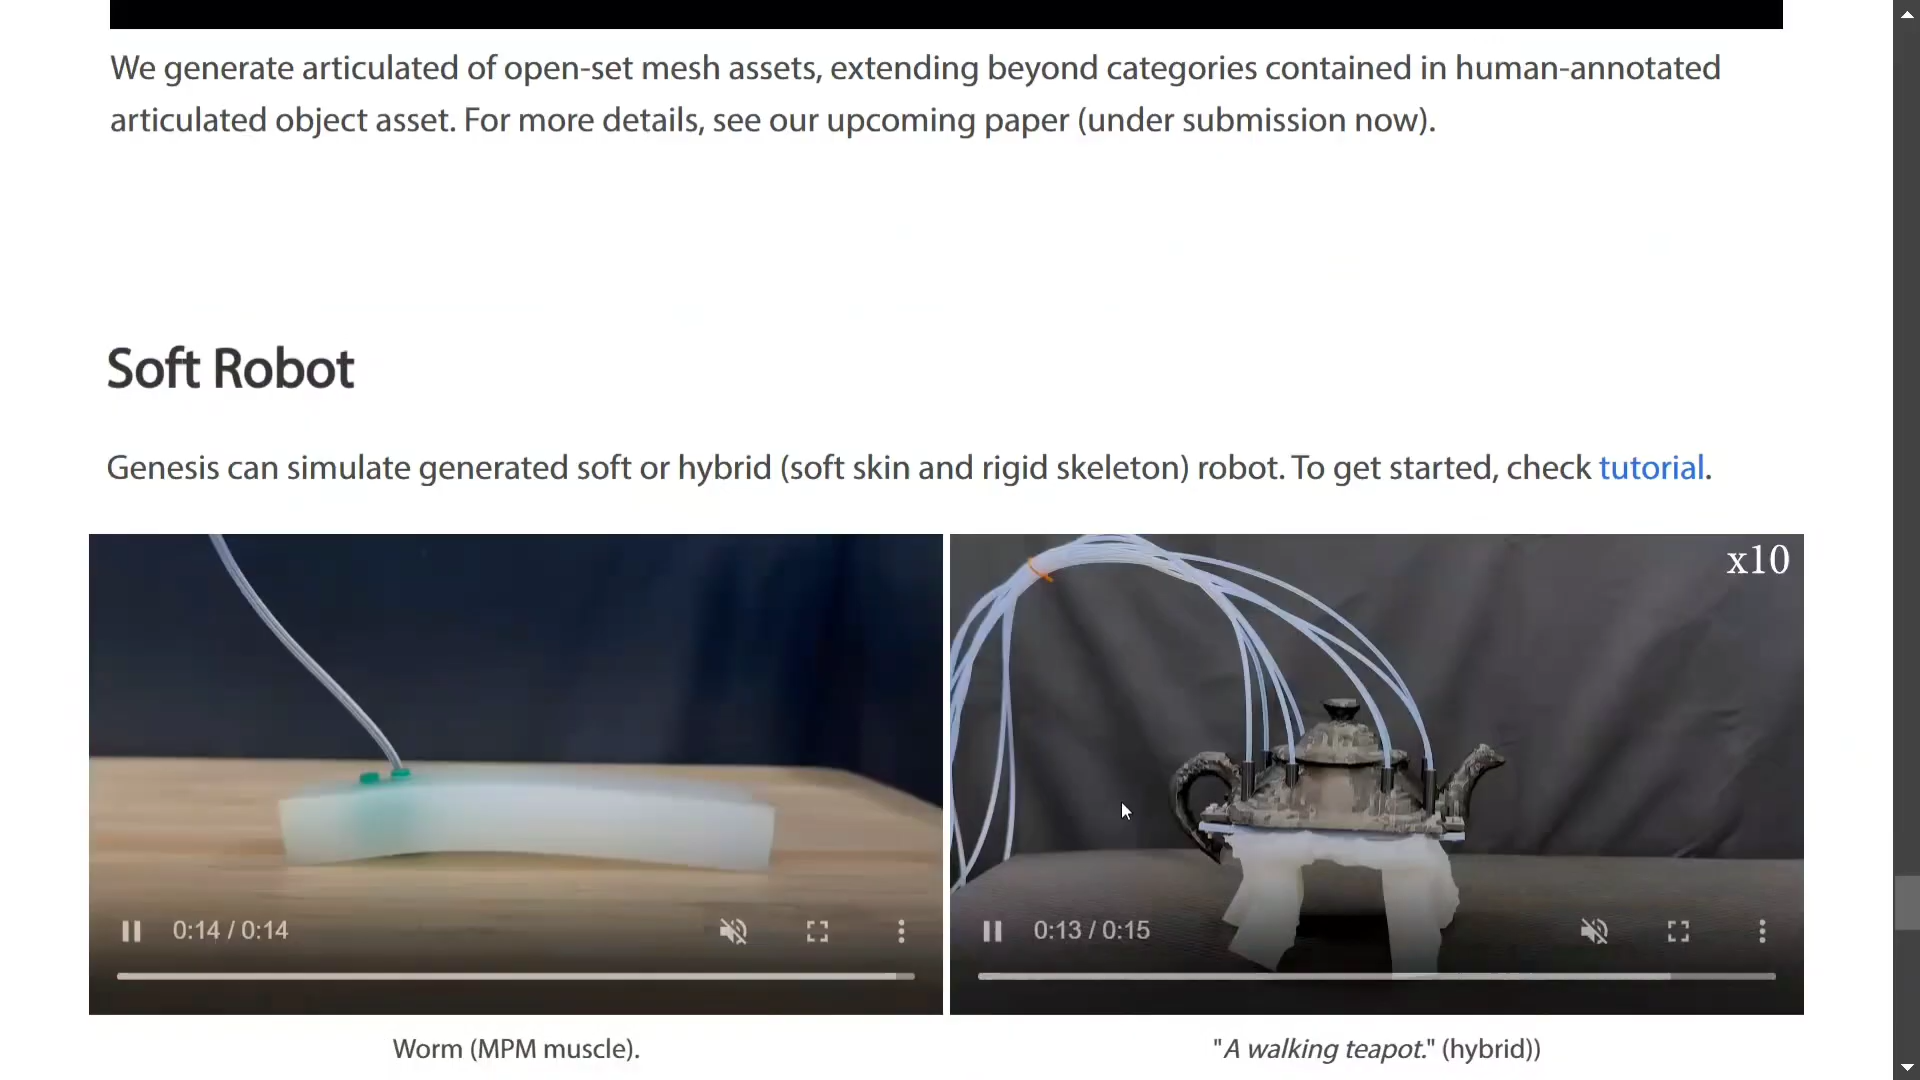 We generate articulated of open-set mesh assets, extending beyond categories contained in human-annotated
articulated object asset. For more details, see our upcoming paper (under submission now).
Soft Robot
Genesis can simulate generated soft or hybrid (soft skin and rigid skeleton) robot. To get started, check tutorial.
x10
0:14 / 0:14
0:13 / 0:15
Worm (MPM muscle).
"A walking teapot." (hybrid))